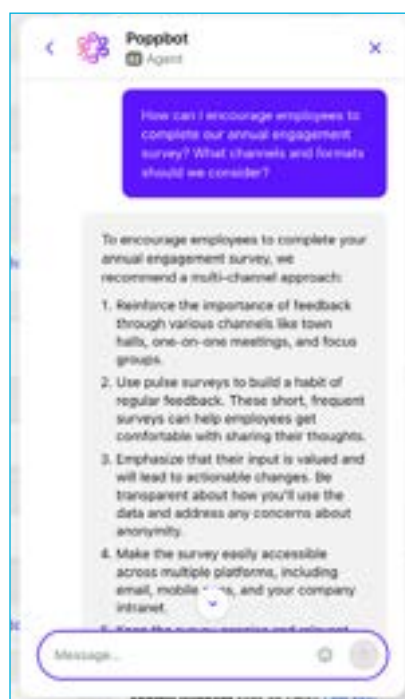 Poppbot
Agent
How can I encourage employees to
complete our annual engagement
survey? What channels and formats
should we consider?
To encourage employees to complete your
annual engagement survey, we
recommend a multi-channel approach:
1. Reinforce the importance of feedback
through various channels like town
halls, one-on-one meetings, and focus
groups.
2. Use pulse surveys to build a habit of
regular feedback. These short, frequent
surveys can help employees get
comfortable with sharing their thoughts.
3. Emphasize that their input is valued and
will lead to actionable changes. Be
transparent about how you'll use the
data and address any concerns about
anonymity.
4. Make the survey easily accessible
across multiple platforms, including
email, mobile and your company
intranet.
Message...